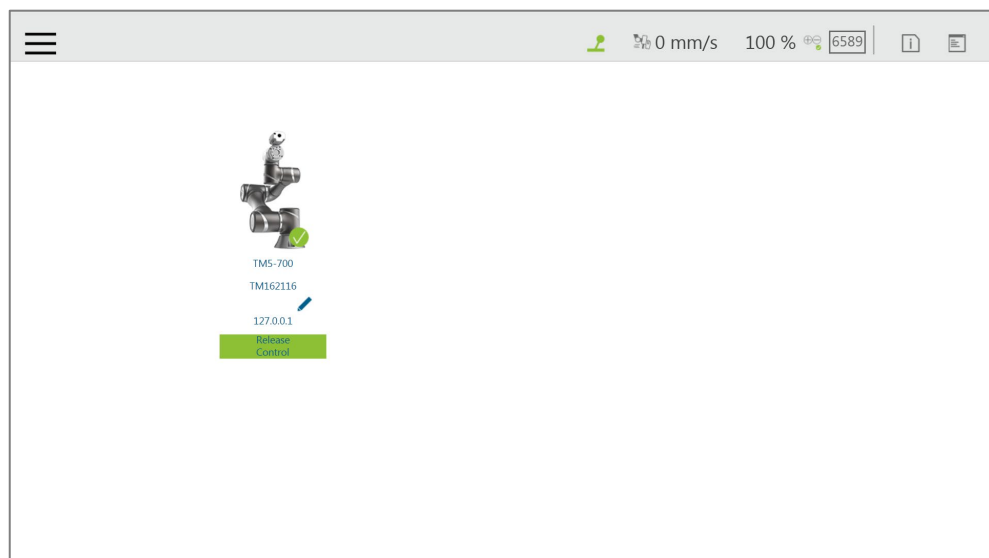 0 mm/s 100 % 6589
TM5-700
TM162116
127.0.0.1
Release
Control